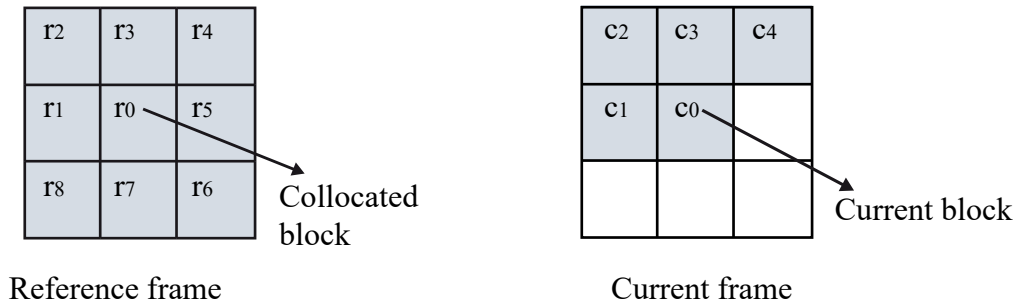 r2 r3 r4
r1 r0 r5
r8 r7 r6
Collocated
block
Reference frame
c2 c3 c4
c1 c0
Current block
Current frame